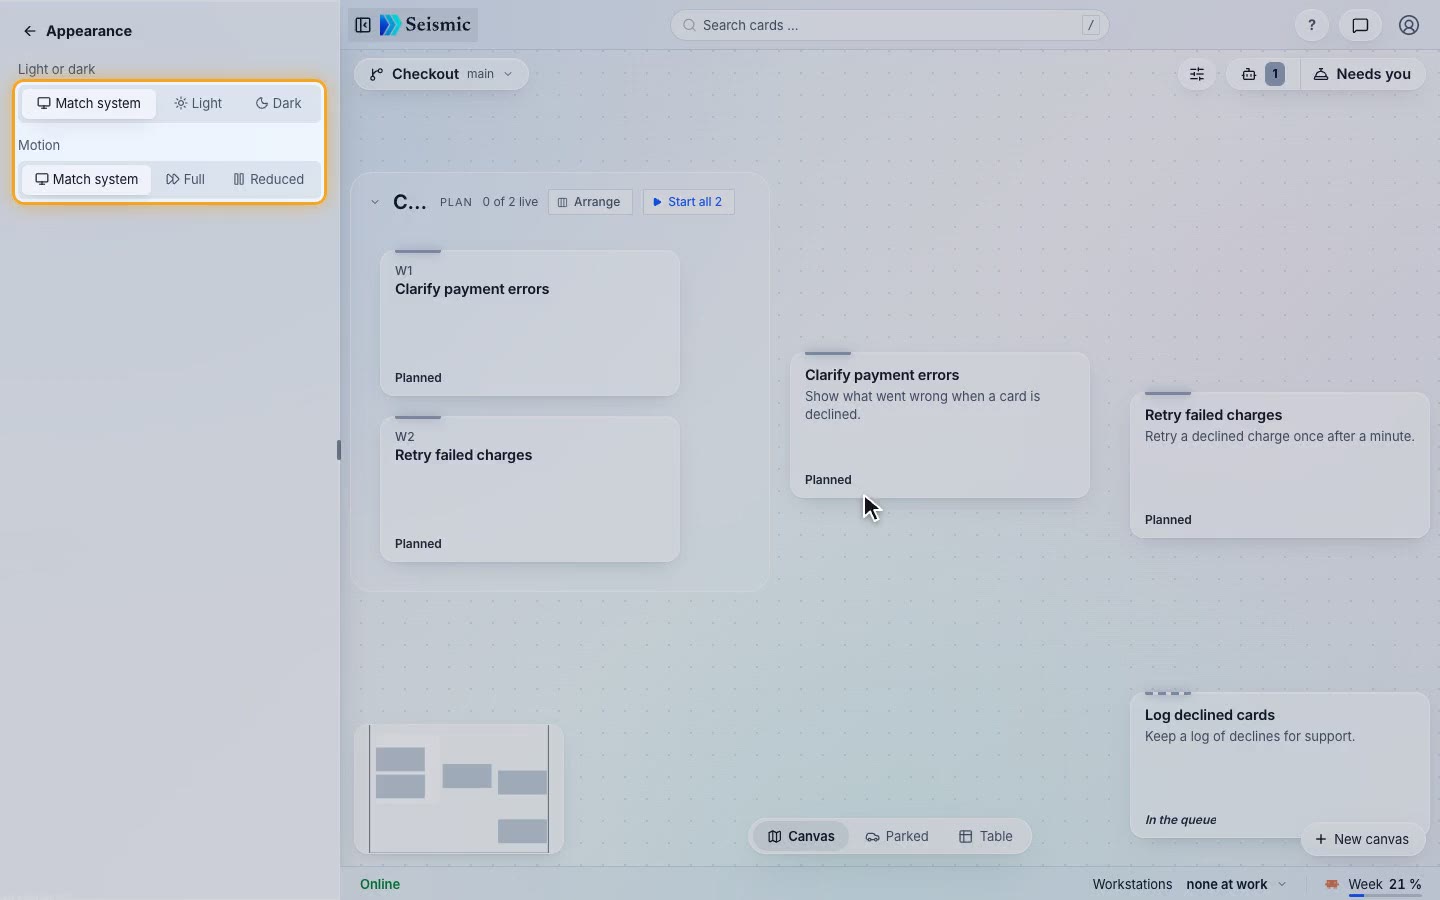 Appearance
Light or dark
Match system Light Dark
Motion
Match system Full Reduced
Seismic
Search cards ... /
?
Checkout main
1 Needs you
C... PLAN 0 of 2 live Arrange Start all 2
W1
Clarify payment errors
Planned
W2
Retry failed charges
Planned
Clarify payment errors
Show what went wrong when a card is
declined.
Planned
Retry failed charges
Retry a declined charge once after a minute.
Planned
Log declined cards
Keep a log of declines for support.
In the queue
Canvas Parked Table
New canvas
Online
Workstations none at work
Week 21 %